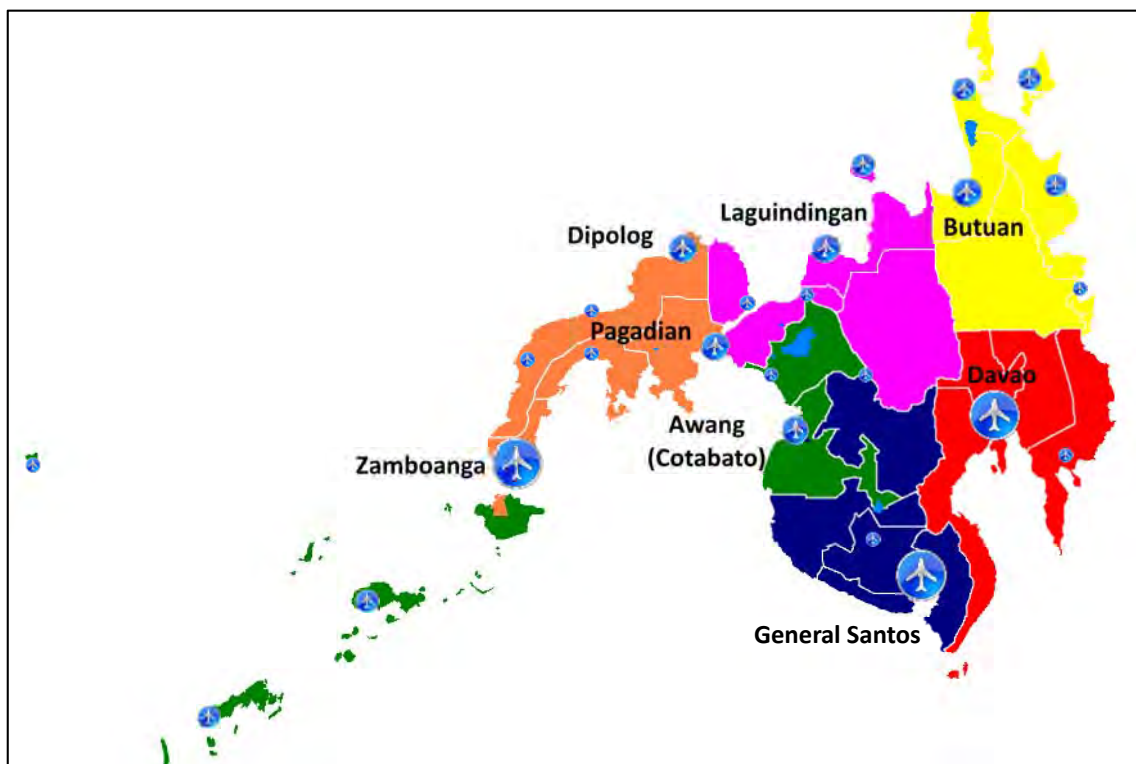 Laguindingan
Butuan
Dipolog
Pagadian
Davao
Awang
(Cotabato)
Zamboanga
General Santos